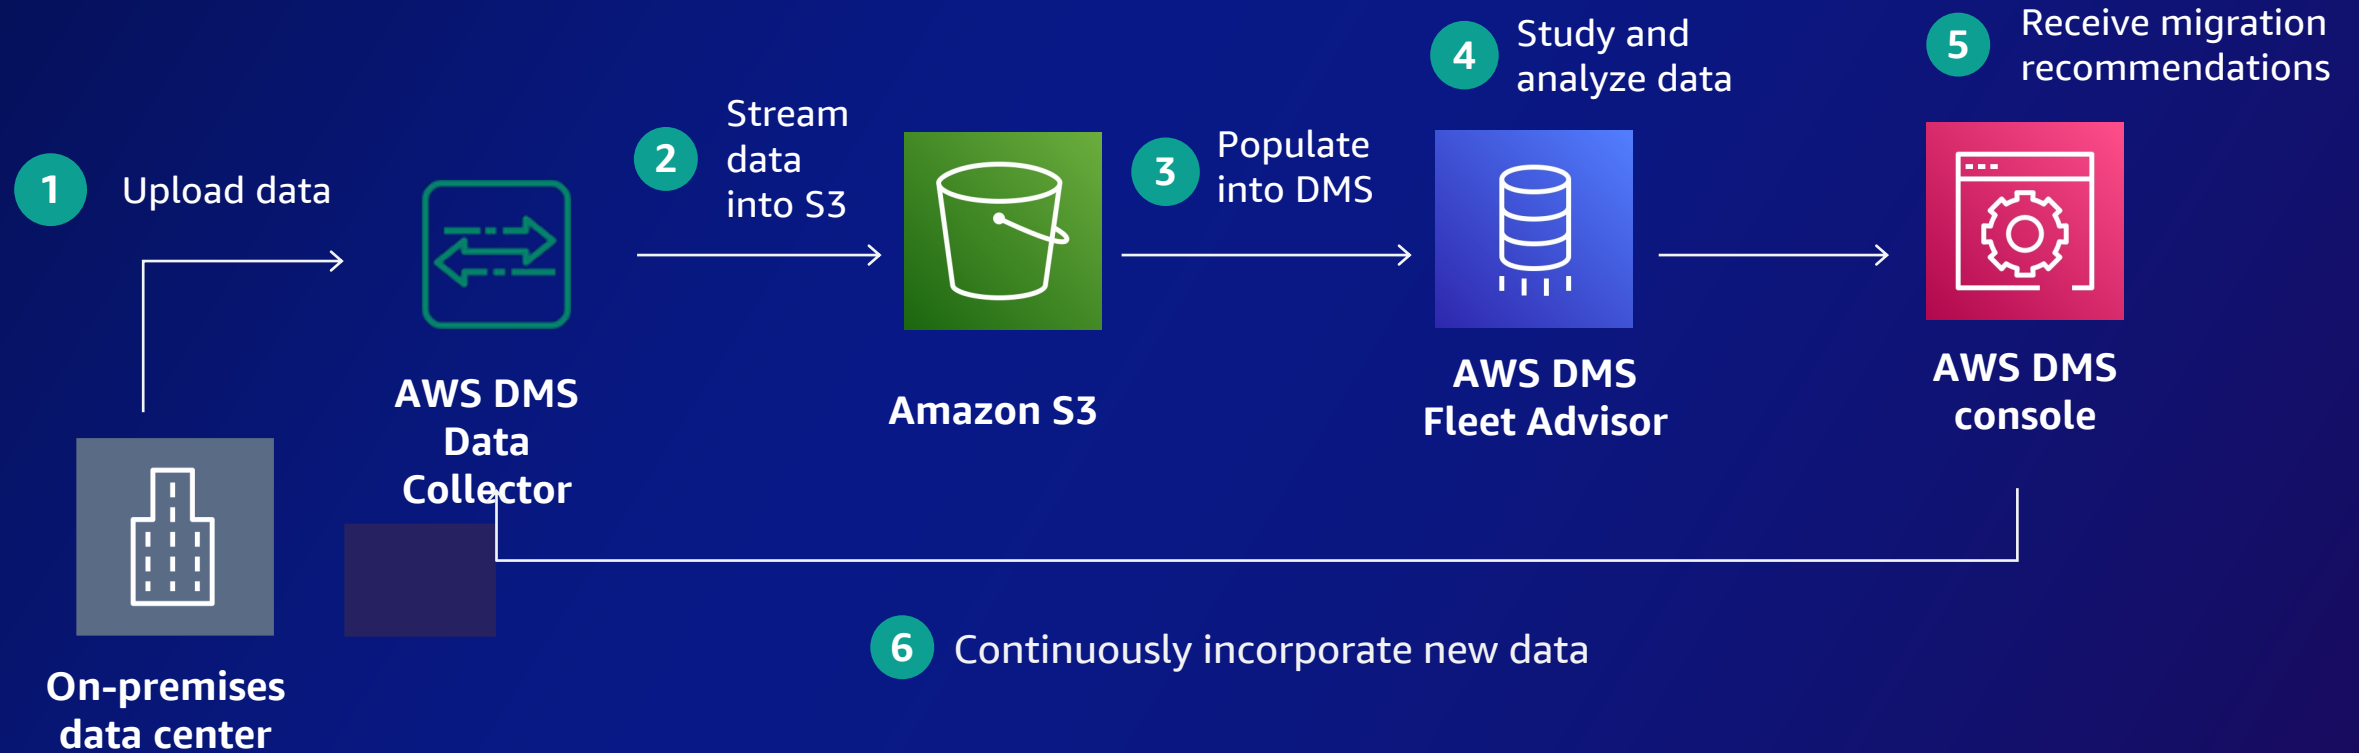 1
Upload data
2
Stream
data
into S3
3
Populate
into DMS
4
Study and
analyze data
5
Receive migration
recommendations
AWS DMS
Data
Collector
Amazon S3
AWS DMS
Fleet Advisor
AWS DMS
console
On-premises
data center
6
Continuously incorporate new data